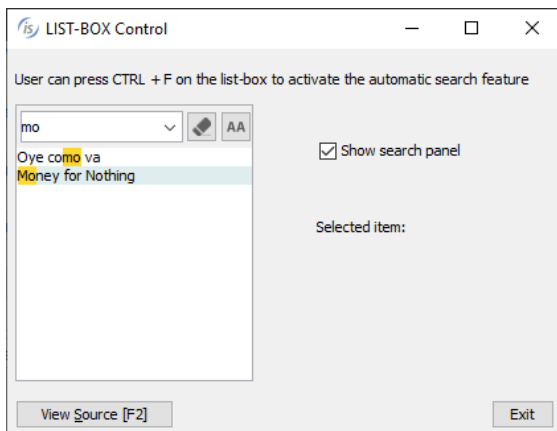 is LIST-BOX Control
User can press CTRL + F on the list-box to activate the automatic search feature
mo
AA
Oye como va
Money for Nothing
Show search panel
Selected item:
View Source [F2]
Exit